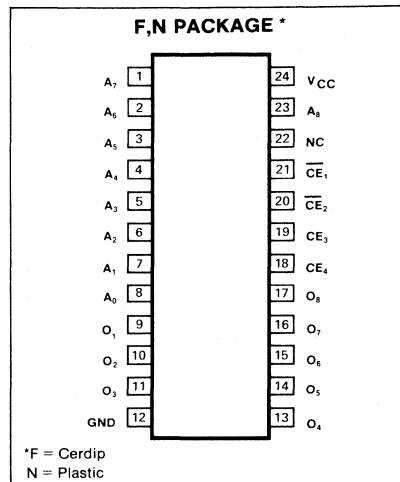 F,N PACKAGE *
A₇ 1 24 VCC
A₆ 2 23 A₈
A₅ 3 22 NC
A₄ 4 21 C̅E̅₁
A₃ 5 20 C̅E̅₂
A₂ 6 19 CE₃
A₁ 7 18 CE₄
A₀ 8 17 O₈
O₁ 9 16 O₇
O₂ 10 15 O₆
O₃ 11 14 O₅
GND 12 13 O₄
*F = Cerdip
N = Plastic